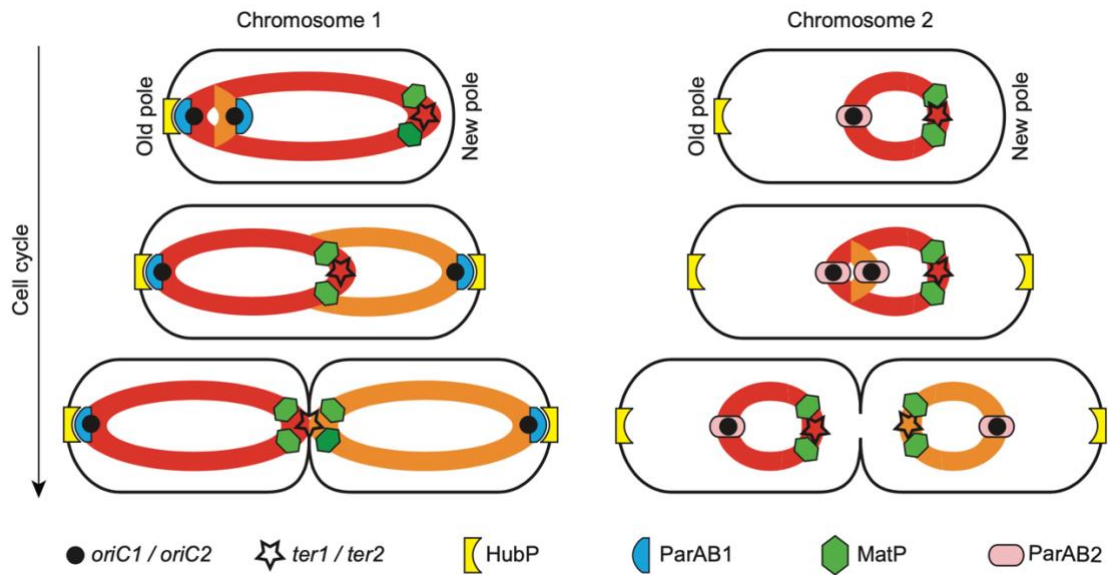 Chromosome 1
Chromosome 2
Old pole
New pole
Old pole
New pole
Cell cycle
oriC1 / oriC2
ter1 / ter2
HubP
ParAB1
MatP
ParAB2